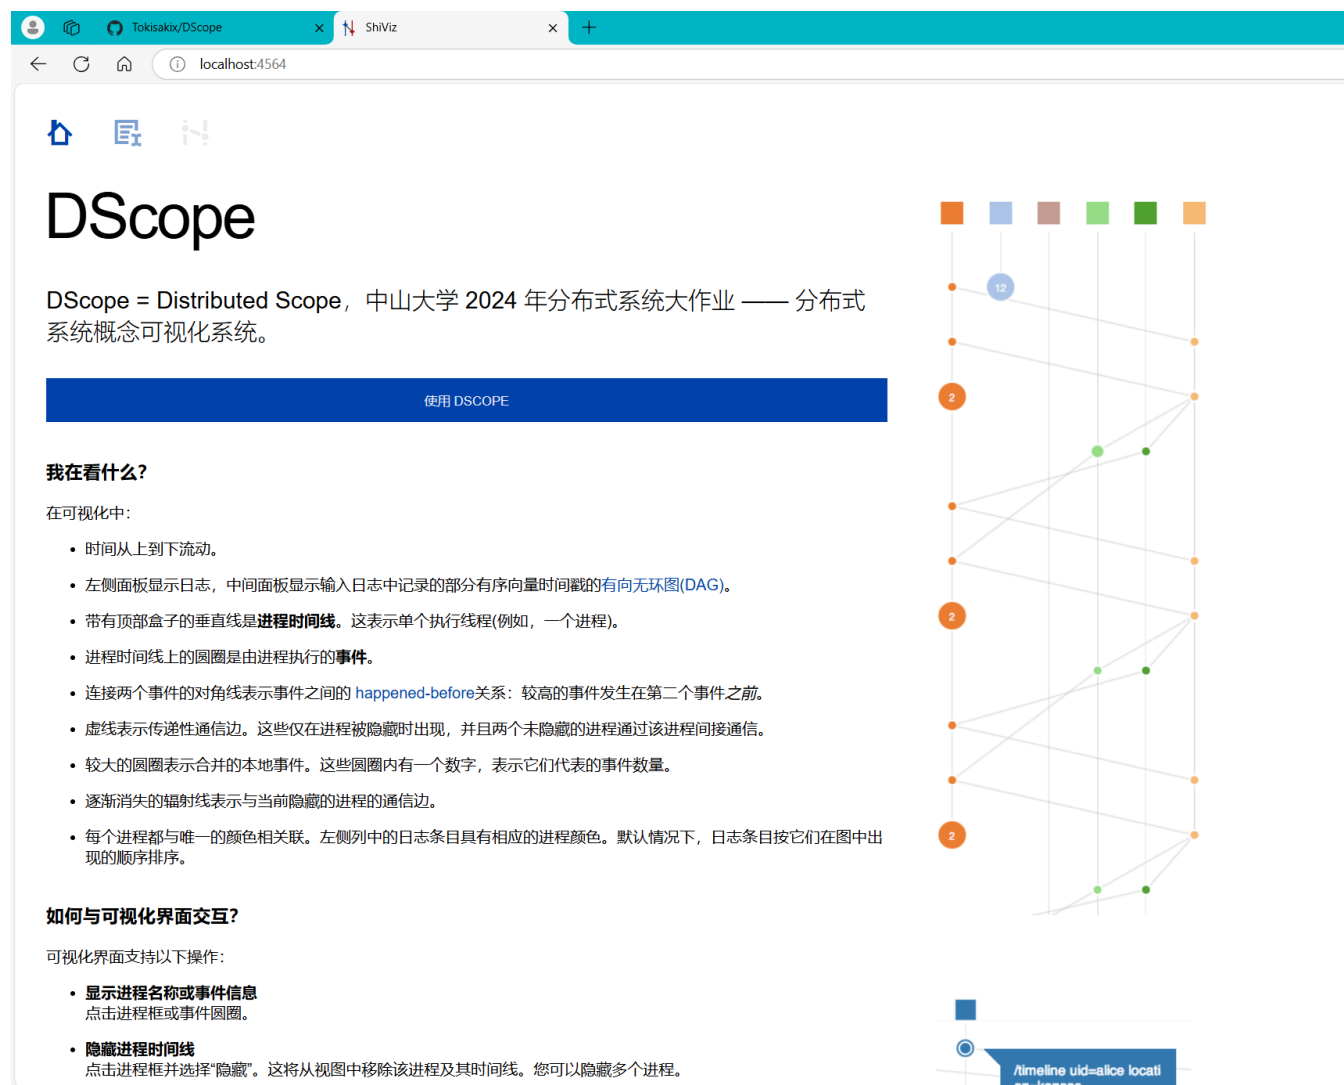 Tokisakix/DScope
ShiViz
localhost:4564
DScope
DScope = Distributed Scope，中山大学 2024 年分布式系统大作业 —— 分布式
系统概念可视化系统。
使用 DSCOPE
我在看什么?
在可视化中：
时间从上到下流动。
左侧面板显示日志，中间面板显示输入日志中记录的部分有序向量时间戳的有向无环图(DAG)。
带有顶部盒子的垂直线是进程时间线。这表示单个执行线程(例如，一个进程)。
进程时间线上的圆圈是由进程执行的事件。
连接两个事件的对角线表示事件之间的 happened-before关系：较高的事件发生在第二个事件之前。
虚线表示传递性通信边。这些仅在进程被隐藏时出现，并且两个未隐藏的进程通过该进程间接通信。
较大的圆圈表示合并的本地事件。这些圆圈内有一个数字，表示它们代表的事件数量。
逐渐消失的辐射线表示与当前隐藏的进程的通信边。
每个进程都与唯一的颜色相关联。左侧列中的日志条目具有相应的进程颜色。默认情况下，日志条目按它们在图中出
现的顺序排序。
如何与可视化界面交互?
可视化界面支持以下操作：
显示进程名称或事件信息
点击进程框或事件圆圈。
隐藏进程时间线
点击进程框并选择“隐藏”。这将从视图中移除该进程及其时间线。您可以隐藏多个进程。
12
2
2
2
/timeline uid=alice locati